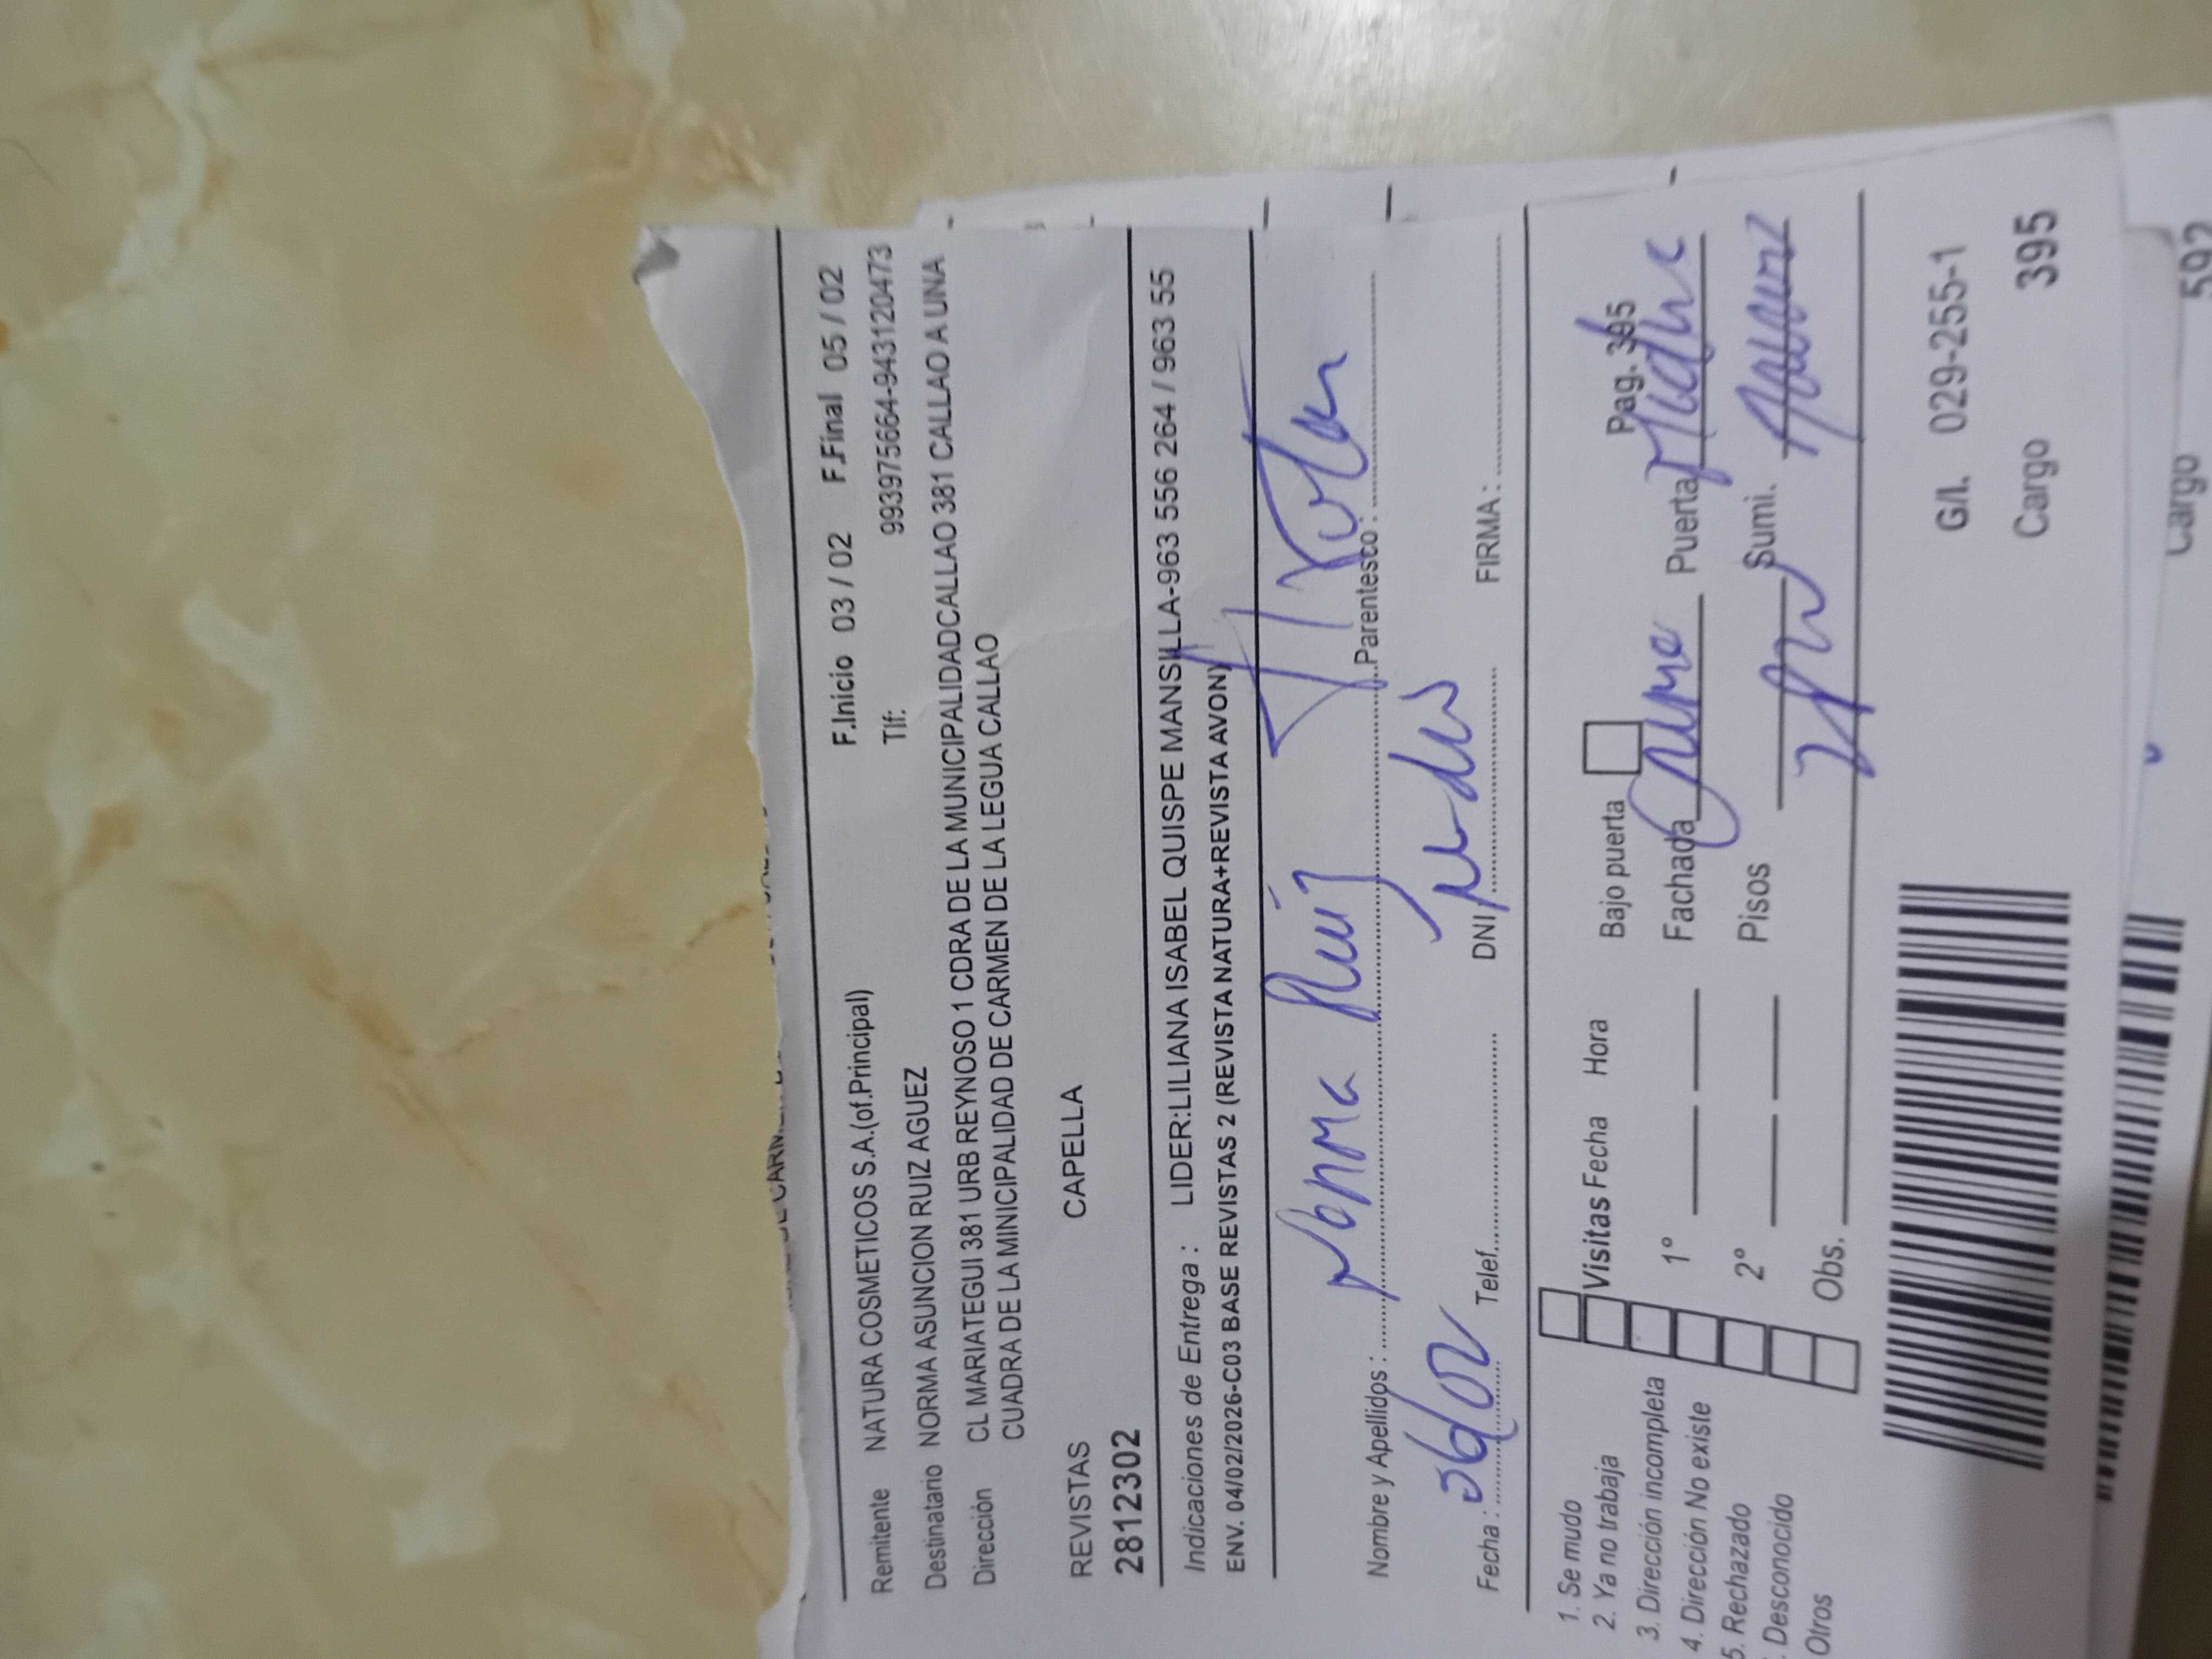 F.Inicio 03 / 02 F.Final 05 / 02
Remitente NATURA COSMETICOS S.A.(of.Principal) Tlf: 993975664-943120473
Destinatario NORMA ASUNCION RUIZ AGUEZ
Dirección CL MARIATEGUI 381 URB REYNOSO 1 CDRA DE LA MUNICIPALIDADCALLAO 381 CALLAO A UNA
CUADRA DE LA MINICIPALIDAD DE CARMEN DE LA LEGUA CALLAO
REVISTAS CAPELLA
2812302
Indicaciones de Entrega : LIDER:LILIANA ISABEL QUISPE MANSILLA-963 556 264 / 963 55
ENV. 04/02/2026-C03 BASE REVISTAS 2 (REVISTA NATURA+REVISTA AVON)
Nombre y Apellidos : Norma Ruiz Parentesco :
Fecha : Telef. DNI FIRMA :
Pag. 395
1. Se mudo
2. Ya no trabaja
3. Dirección incompleta
4. Dirección No existe
5. Rechazado
. Desconocido
Otros
Visitas Fecha Hora Bajo puerta
1° Fachada Puerta
2° Pisos Sumi.
Obs.
G/I. 029-255-1
Cargo 395
Cargo 592